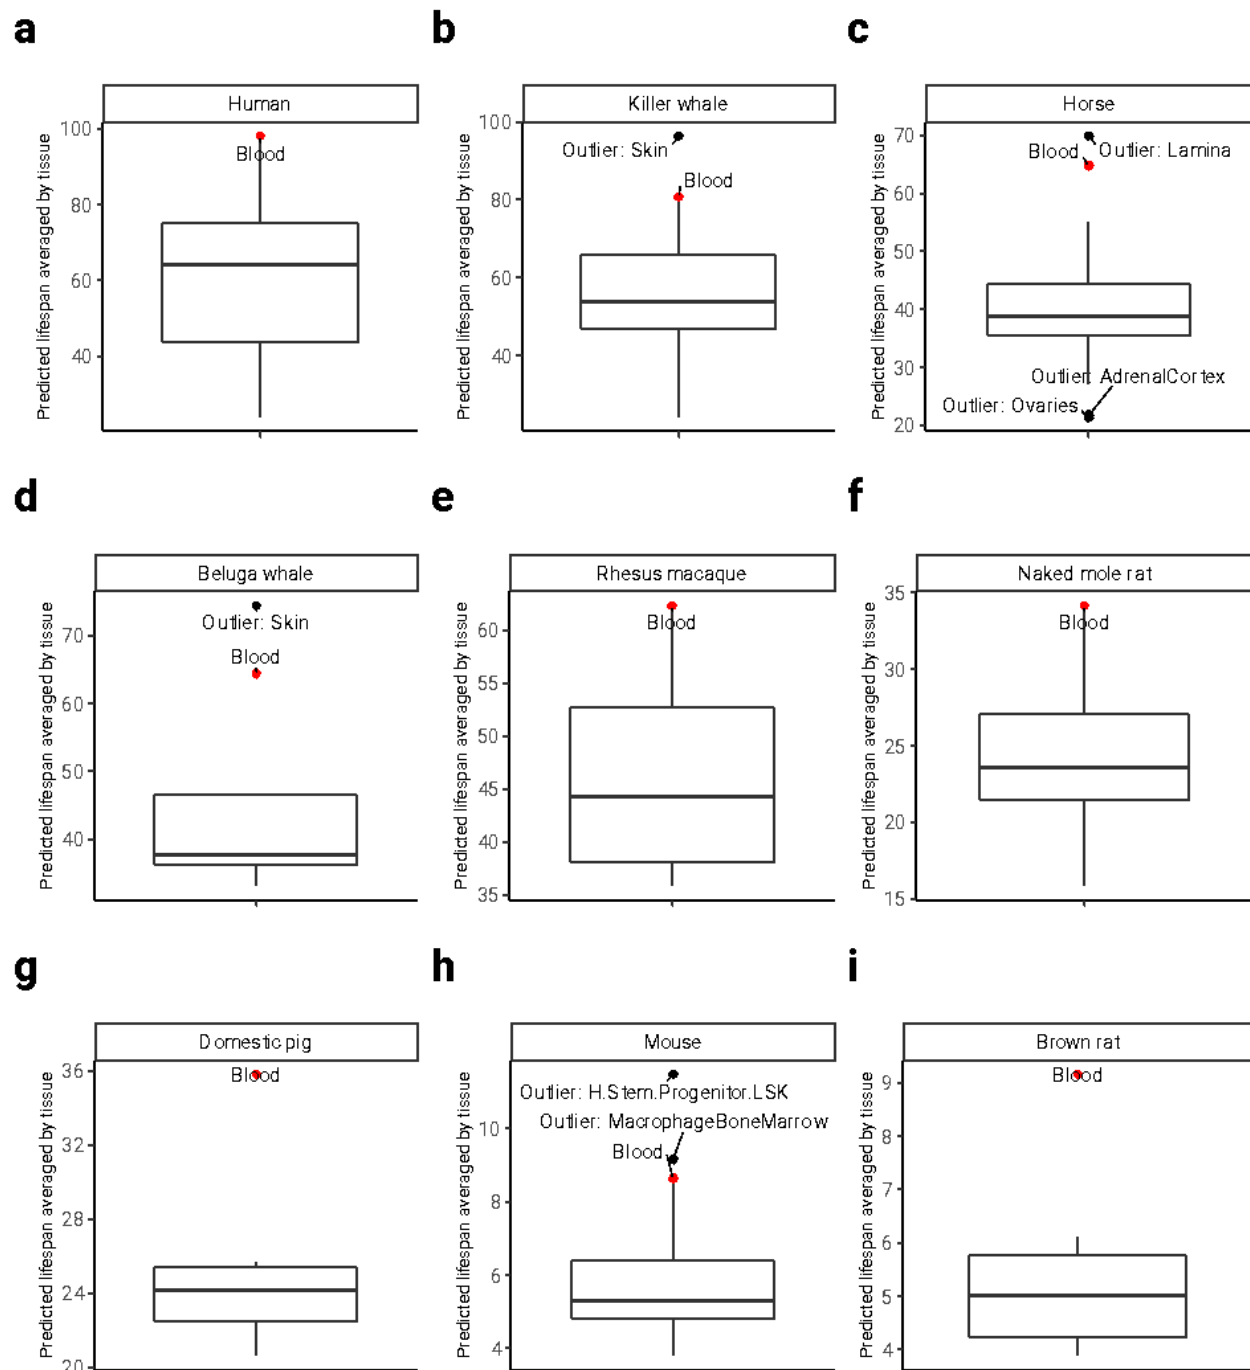 a
b
c
Human
Killer whale
Horse
Predicted lifespan averaged by tissue
100
80
60
40
Blood
Predicted lifespan averaged by tissue
100
80
60
40
Outlier: Skin
Blood
Predicted lifespan averaged by tissue
70
60
50
40
30
20
Blood
Outlier: Lamina
Outlier: AdrenalCortex
Outlier: Ovaries
d
e
f
Beluga whale
Rhesus macaque
Naked mole rat
Predicted lifespan averaged by tissue
70
60
50
40
Outlier: Skin
Blood
Predicted lifespan averaged by tissue
60
55
50
45
40
35
Blood
Predicted lifespan averaged by tissue
35
30
25
20
15
Blood
g
h
i
Domestic pig
Mouse
Brown rat
Predicted lifespan averaged by tissue
36
32
28
24
20
Blood
Predicted lifespan averaged by tissue
10
8
6
4
Outlier: H.Stem.Progenitor.LSK
Outlier: MacrophageBoneMarrow
Blood
Predicted lifespan averaged by tissue
9
8
7
6
5
4
Blood